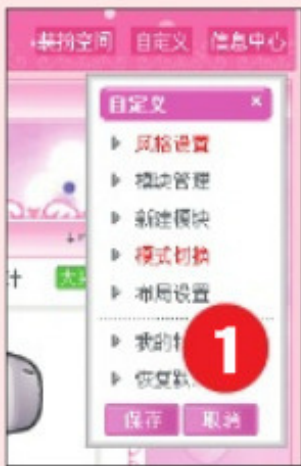 装扮空间 自定义 信息中心
自定义 ×
风格设置
模块管理
新建模块
模式切换
布局设置
我的
恢复默
1
保存 取消